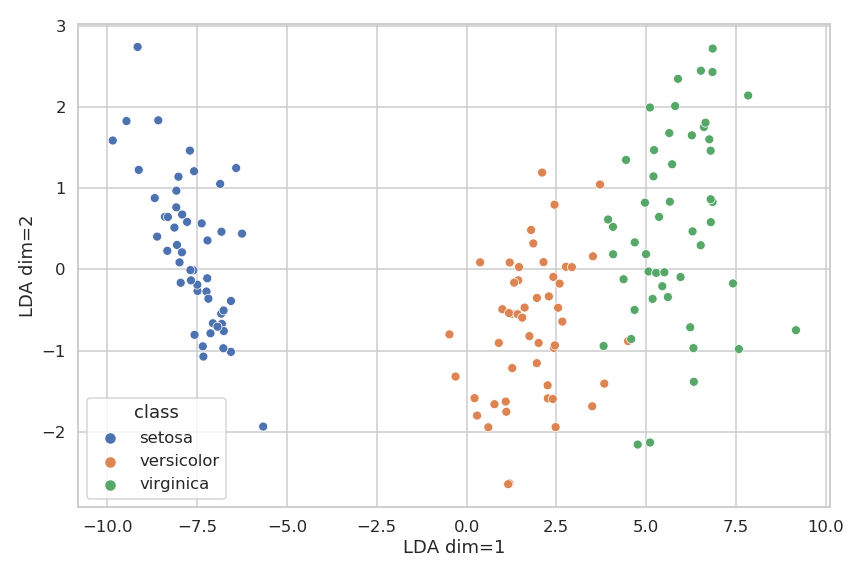 3
2
1
0
−1
−2
LDA dim=2
class
setosa
versicolor
virginica
−10.0 −7.5 −5.0 −2.5 0.0 2.5 5.0 7.5 10.0
LDA dim=1